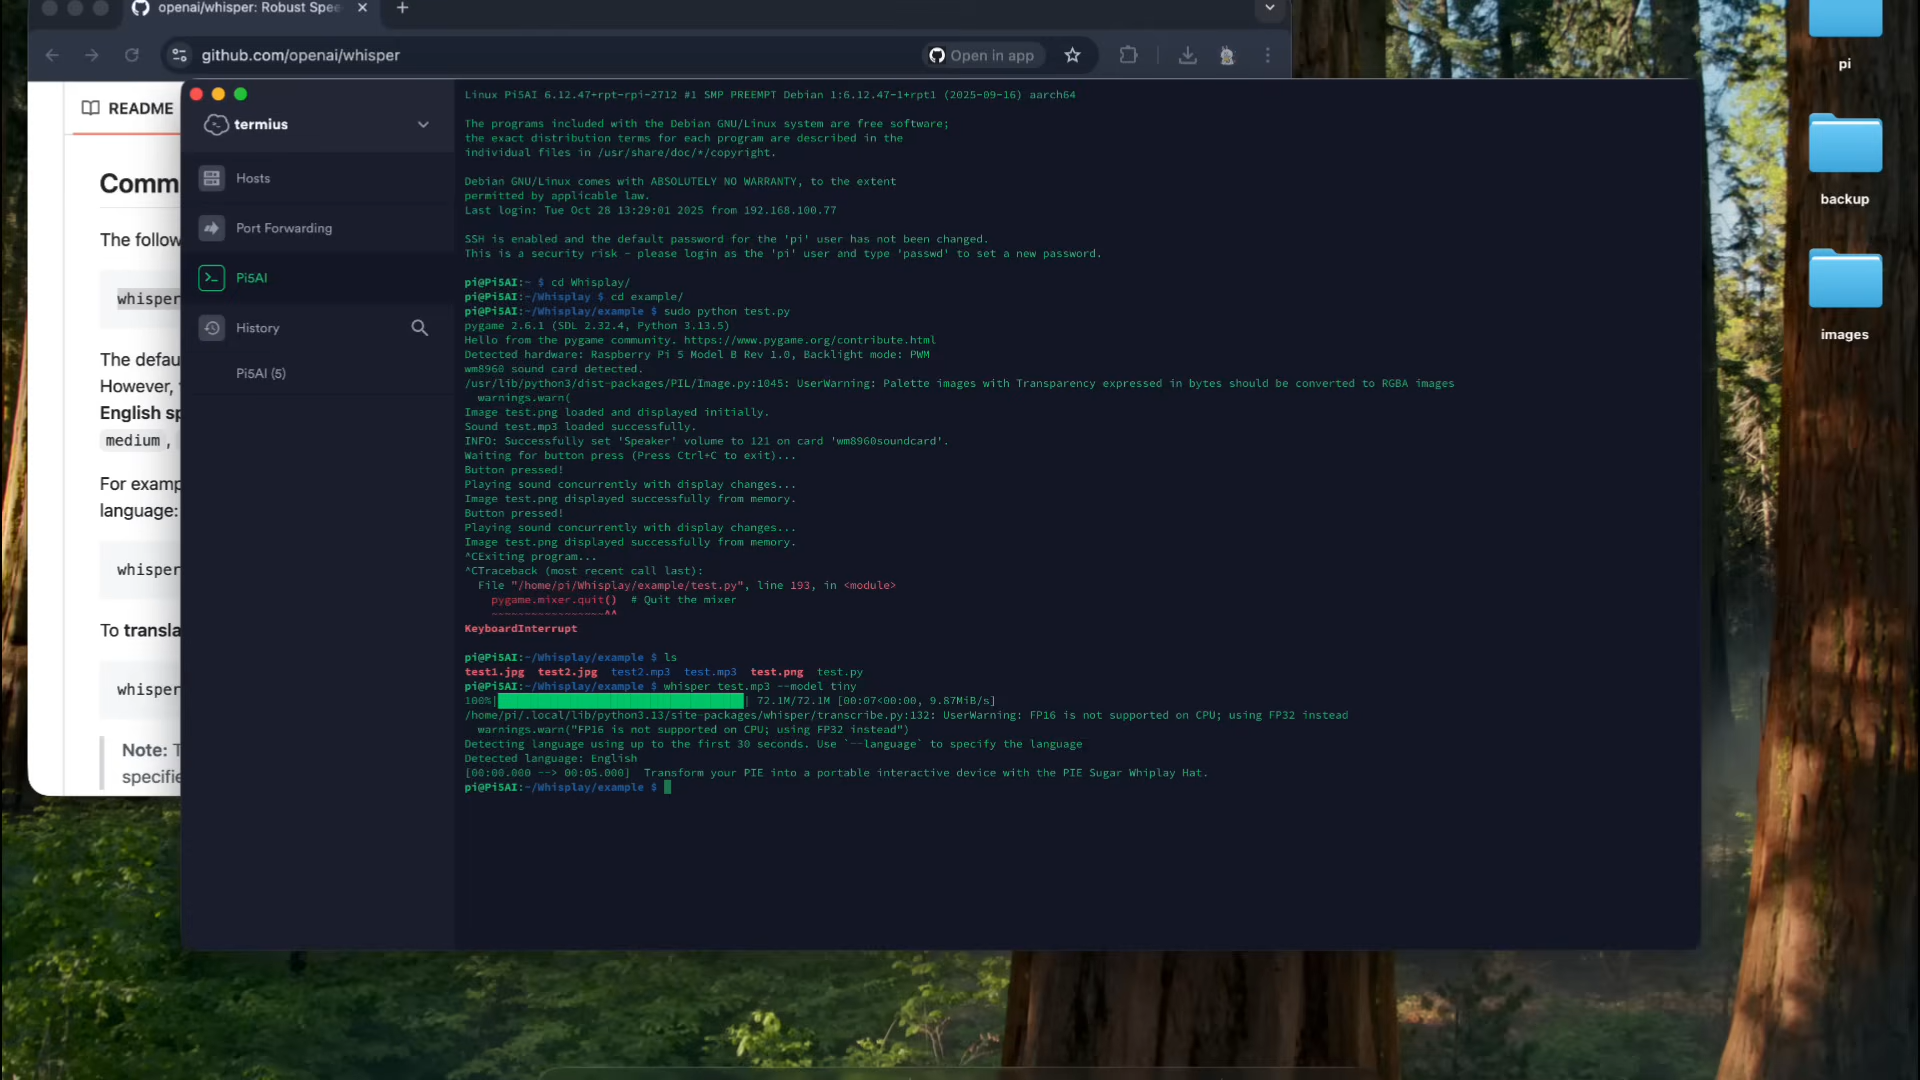 openai/whisper: Robust Spee
github.com/openai/whisper
Open in app
README
Comm
The follow
whisper
The defau
However,
English sp
medium ,
For examp
language:
whisper
To transla
whisper
Note: T
specifie
termius
Hosts
Port Forwarding
Pi5AI
History
Pi5AI (5)
Linux Pi5AI 6.12.47+rpt-rpi-2712 #1 SMP PREEMPT Debian 1:6.12.47-1+rpt1 (2025-09-16) aarch64
The programs included with the Debian GNU/Linux system are free software;
the exact distribution terms for each program are described in the
individual files in /usr/share/doc/*/copyright.
Debian GNU/Linux comes with ABSOLUTELY NO WARRANTY, to the extent
permitted by applicable law.
Last login: Tue Oct 28 13:29:01 2025 from 192.168.100.77
SSH is enabled and the default password for the 'pi' user has not been changed.
This is a security risk - please login as the 'pi' user and type 'passwd' to set a new password.
pi@Pi5AI:~ $ cd Whisplay/
pi@Pi5AI:~/Whisplay $ cd example/
pi@Pi5AI:~/Whisplay/example $ sudo python test.py
pygame 2.6.1 (SDL 2.32.4, Python 3.13.5)
Hello from the pygame community. https://www.pygame.org/contribute.html
Detected hardware: Raspberry Pi 5 Model B Rev 1.0, Backlight mode: PWM
wm8960 sound card detected.
/usr/lib/python3/dist-packages/PIL/Image.py:1045: UserWarning: Palette images with Transparency expressed in bytes should be converted to RGBA images
warnings.warn(
Image test.png loaded and displayed initially.
Sound test.mp3 loaded successfully.
INFO: Successfully set 'Speaker' volume to 121 on card 'wm8960soundcard'.
Waiting for button press (Press Ctrl+C to exit)...
Button pressed!
Playing sound concurrently with display changes...
Image test.png displayed successfully from memory.
Button pressed!
Playing sound concurrently with display changes...
Image test.png displayed successfully from memory.
^CExiting program...
^CTraceback (most recent call last):
File "/home/pi/Whisplay/example/test.py", line 193, in <module>
pygame.mixer.quit()  # Quit the mixer
~~~~~~~~~~~~~~~~~^^
KeyboardInterrupt
pi@Pi5AI:~/Whisplay/example $ ls
test1.jpg  test2.jpg  test2.mp3  test.mp3  test.png  test.py
pi@Pi5AI:~/Whisplay/example $ whisper test.mp3 --model tiny
100%| | 72.1M/72.1M [00:07<00:00, 9.87MiB/s]
/home/pi/.local/lib/python3.13/site-packages/whisper/transcribe.py:132: UserWarning: FP16 is not supported on CPU; using FP32 instead
warnings.warn("FP16 is not supported on CPU; using FP32 instead")
Detecting language using up to the first 30 seconds. Use `--language` to specify the language
Detected language: English
[00:00.000 --> 00:05.000]  Transform your PIE into a portable interactive device with the PIE Sugar Whiplay Hat.
pi@Pi5AI:~/Whisplay/example $
pi
backup
images